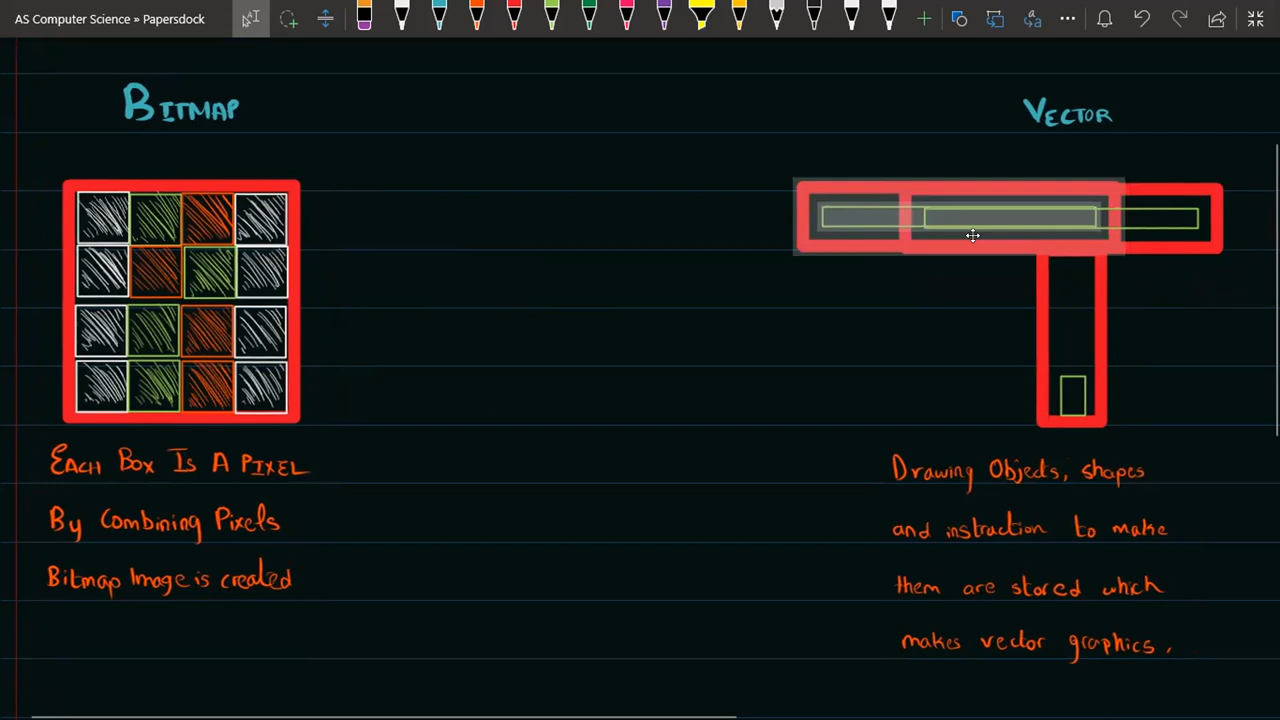 AS Computer Science » Papersdock
BITMAP
VECTOR
EACH BOX IS A PIXEL
By Combining Pixels
Bitmap Image is created
Drawing Objects, shapes
and instraction to make
them are stored which
makes vector graphics.